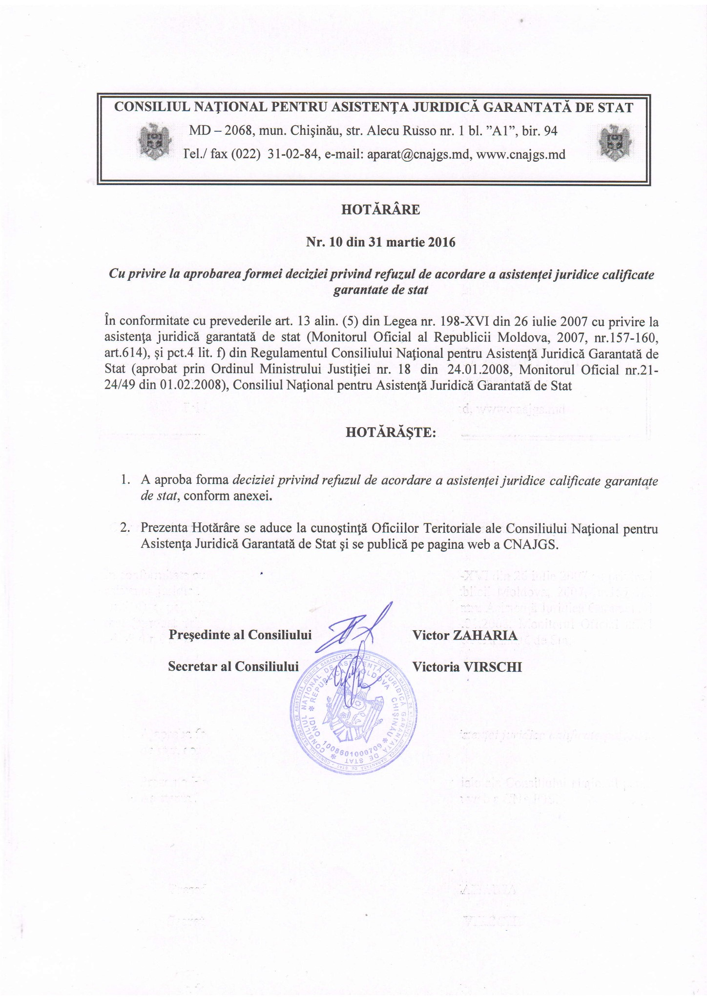 CONSILIUL NAŢIONAL PENTRU ASISTENŢA JURIDICĂ GARANTATĂ DE STAT
MD – 2068, mun. Chişinău, str. Alecu Russo nr. 1 bl. ”A1”, bir. 94
Tel./ fax (022) 31-02-84, e-mail: aparat@cnajgs.md, www.cnajgs.md
HOTĂRÂRE
Nr. 10 din 31 martie 2016
Cu privire la aprobarea formei deciziei privind refuzul de acordare a asistenței juridice calificate
garantate de stat
În conformitate cu prevederile art. 13 alin. (5) din Legea nr. 198-XVI din 26 iulie 2007 cu privire la
asistenţa juridică garantată de stat (Monitorul Oficial al Republicii Moldova, 2007, nr.157-160,
art.614), și pct.4 lit. f) din Regulamentul Consiliului Naţional pentru Asistenţă Juridică Garantată de
Stat (aprobat prin Ordinul Ministrului Justiției nr. 18 din 24.01.2008, Monitorul Oficial nr.21-
24/49 din 01.02.2008), Consiliul Naţional pentru Asistenţă Juridică Garantată de Stat
HOTĂRĂŞTE:
1. A aproba forma deciziei privind refuzul de acordare a asistenței juridice calificate garantate
de stat, conform anexei.
2. Prezenta Hotărâre se aduce la cunoştinţă Oficiilor Teritoriale ale Consiliului Naţional pentru
Asistenţa Juridică Garantată de Stat şi se publică pe pagina web a CNAJGS.
Preşedinte al Consiliului Victor ZAHARIA
Secretar al Consiliului Victoria VIRSCHI
CONSILIUL NAŢIONAL DE ASISTENŢĂ JURIDICĂ GARANTATĂ DE STAT
REPUBLICA MOLDOVA CHIŞINĂU
IDNO 1008601000709